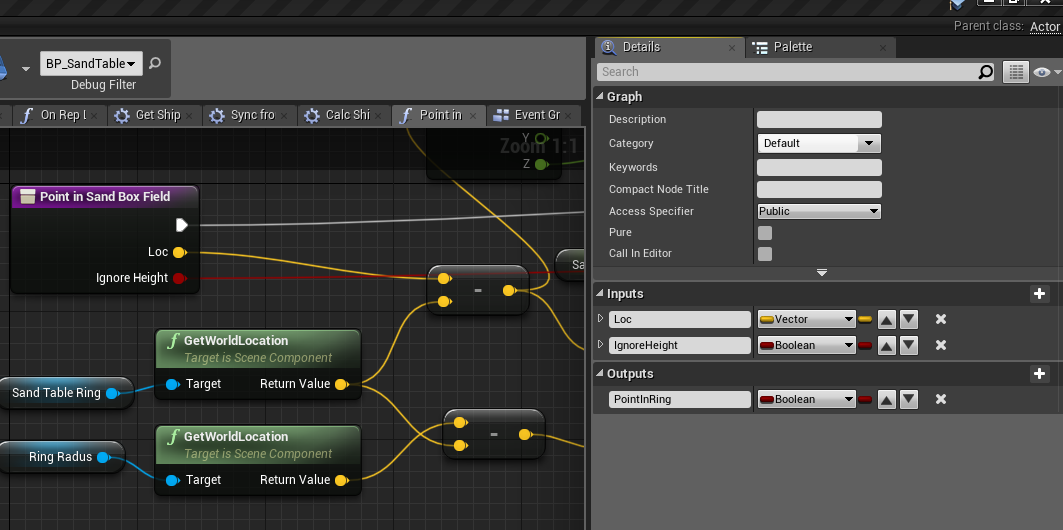 Parent class: Actor
BP_SandTable
Debug Filter
On Rep l
Get Ship
Sync fro
Calc Shi
Point in
Event Gr
Details
Palette
Search
Graph
Description
Category
Default
Keywords
Compact Node Title
Access Specifier
Public
Pure
Call In Editor
Inputs
Loc
Vector
IgnoreHeight
Boolean
Outputs
PointInRing
Boolean
Zoom 1:1
Y
Z
Point in Sand Box Field
Loc
Ignore Height
-
Sa
GetWorldLocation
Target is Scene Component
Sand Table Ring
Target
Return Value
-
GetWorldLocation
Target is Scene Component
Ring Radius
Target
Return Value